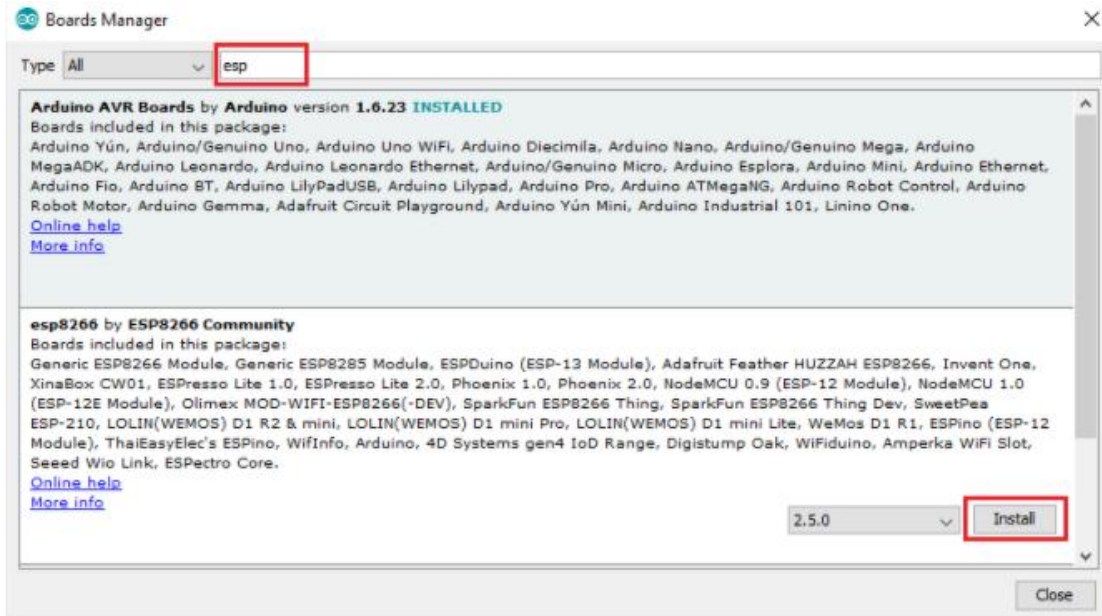 Boards Manager
Type All esp
Arduino AVR Boards by Arduino version 1.6.23 INSTALLED
Boards included in this package:
Arduino Yún, Arduino/Genuino Uno, Arduino Uno WiFi, Arduino Diecimila, Arduino Nano, Arduino/Genuino Mega, Arduino
MegaADK, Arduino Leonardo, Arduino Leonardo Ethernet, Arduino/Genuino Micro, Arduino Esplora, Arduino Mini, Arduino Ethernet,
Arduino Fio, Arduino BT, Arduino LilyPadUSB, Arduino Lilypad, Arduino Pro, Arduino ATMegaNG, Arduino Robot Control, Arduino
Robot Motor, Arduino Gemma, Adafruit Circuit Playground, Arduino Yún Mini, Arduino Industrial 101, Linino One.
Online help
More info
esp8266 by ESP8266 Community
Boards included in this package:
Generic ESP8266 Module, Generic ESP8285 Module, ESPDuino (ESP-13 Module), Adafruit Feather HUZZAH ESP8266, Invent One,
XinaBox CW01, ESPresso Lite 1.0, ESPresso Lite 2.0, Phoenix 1.0, Phoenix 2.0, NodeMCU 0.9 (ESP-12 Module), NodeMCU 1.0
(ESP-12E Module), Olimex MOD-WIFI-ESP8266(-DEV), SparkFun ESP8266 Thing, SparkFun ESP8266 Thing Dev, SweetPea
ESP-210, LOLIN(WEMOS) D1 R2 & mini, LOLIN(WEMOS) D1 mini Pro, LOLIN(WEMOS) D1 mini Lite, WeMos D1 R1, ESPino (ESP-12
Module), ThaiEasyElec's ESPino, WifInfo, Arduino, 4D Systems gen4 IoD Range, Digistump Oak, WiFiduino, Amperka WiFi Slot,
Seeed Wio Link, ESPectro Core.
Online help
More info
2.5.0 Install
Close